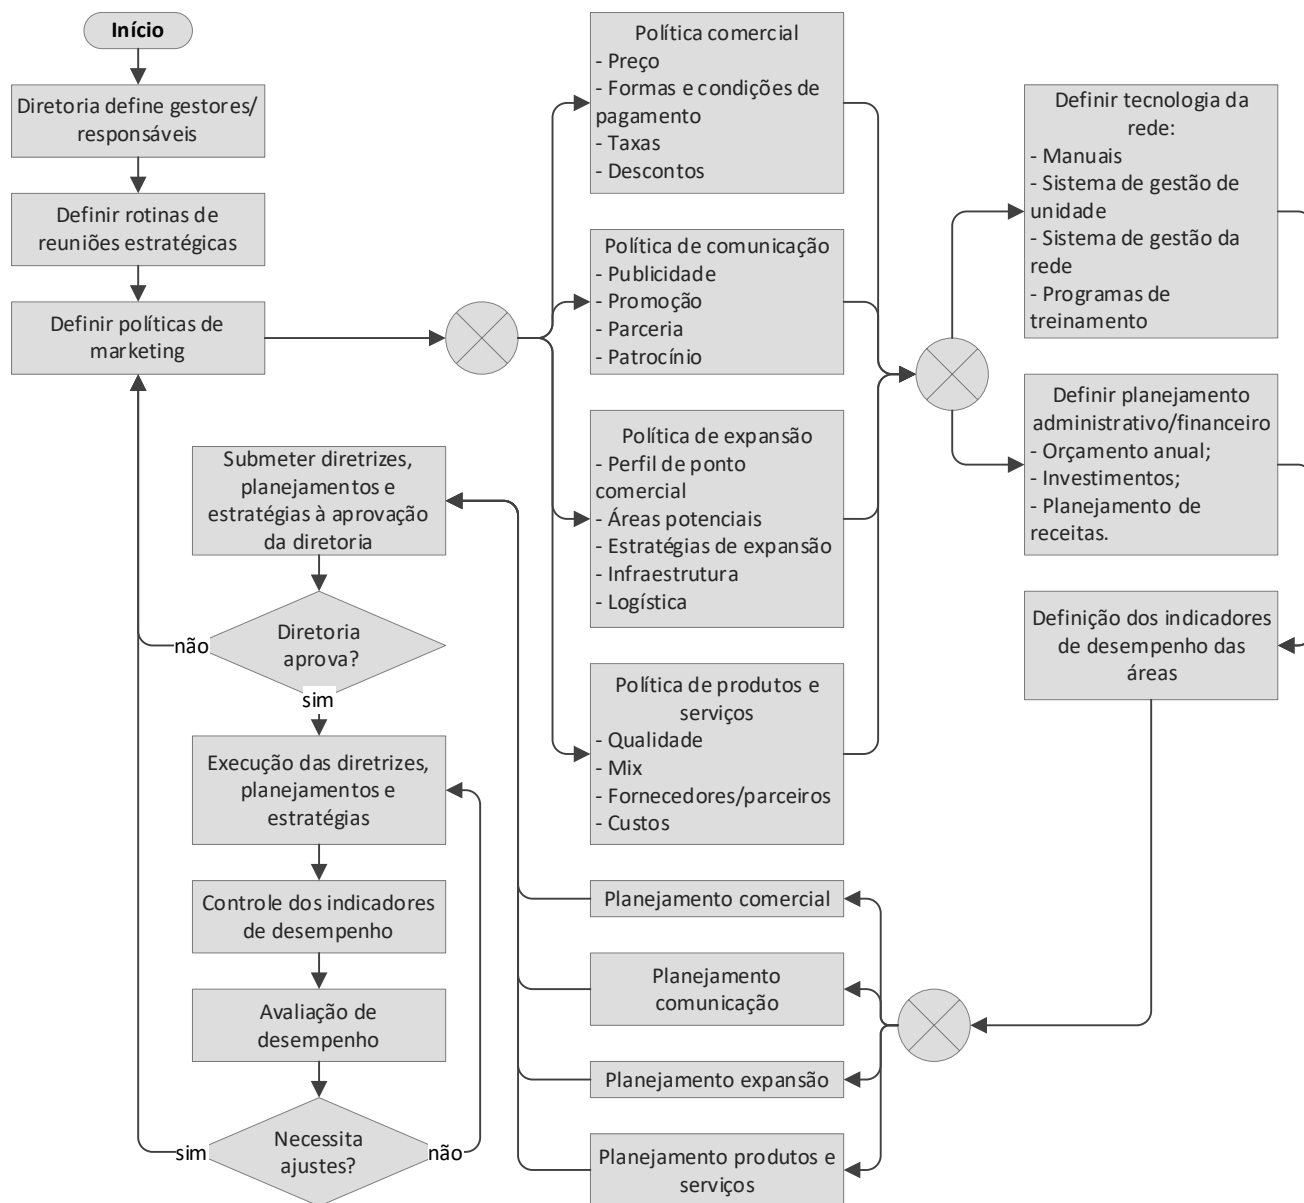 Início
Diretoria define gestores/
responsáveis
Definir rotinas de
reuniões estratégicas
Definir políticas de
marketing
Política comercial
- Preço
- Formas e condições de
pagamento
- Taxas
- Descontos
Política de comunicação
- Publicidade
- Promoção
- Parceria
- Patrocínio
Política de expansão
- Perfil de ponto
comercial
- Áreas potenciais
- Estratégias de expansão
- Infraestrutura
- Logística
Política de produtos e
serviços
- Qualidade
- Mix
- Fornecedores/parceiros
- Custos
Definir tecnologia da
rede:
- Manuais
- Sistema de gestão de
unidade
- Sistema de gestão da
rede
- Programas de
treinamento
Definir planejamento
administrativo/financeiro
- Orçamento anual;
- Investimentos;
- Planejamento de
receitas.
Definição dos indicadores
de desempenho das
áreas
Planejamento comercial
Planejamento
comunicação
Planejamento expansão
Planejamento produtos e
serviços
Submeter diretrizes,
planejamentos e
estratégias à aprovação
da diretoria
Diretoria
aprova?
não
sim
Execução das diretrizes,
planejamentos e
estratégias
Controle dos indicadores
de desempenho
Avaliação de
desempenho
Necessita
ajustes?
sim
não